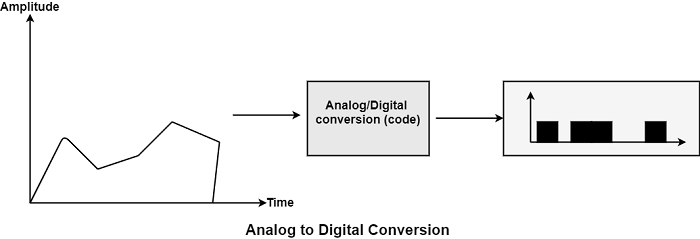 Amplitude
Analog/Digital
conversion (code)
Time
Analog to Digital Conversion